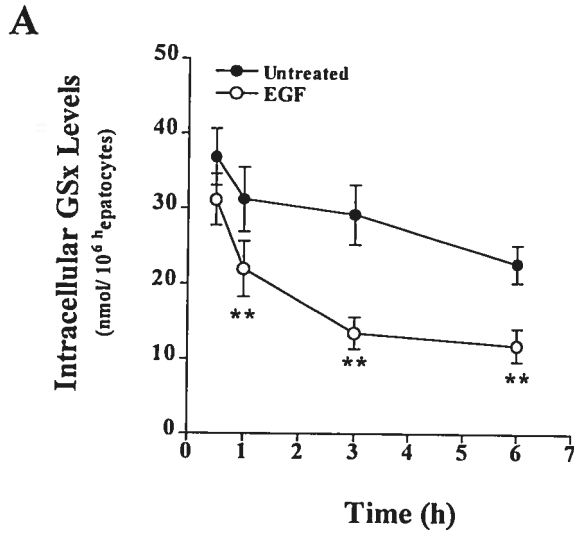 A
50
40
30
20
10
0
Intracellular GSx Levels
(nmol/10⁶ ʰepatocytes)
Untreated
EGF
**
**
**
0 1 2 3 4 5 6 7
Time (h)